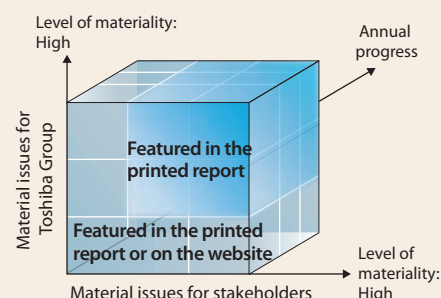 Level of materiality:
High
Annual
progress
Material issues for
Toshiba Group
Featured in the
printed report
Featured in the printed
report or on the website
Level of
materiality:
High
Material issues for stakeholders